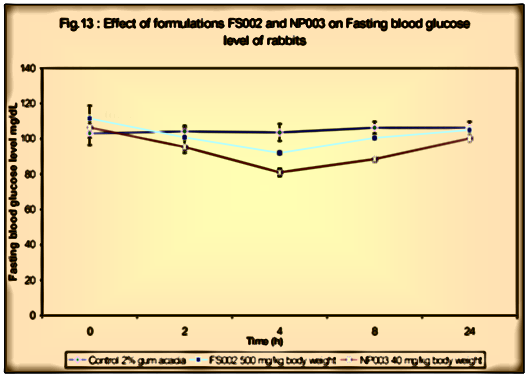 Fig.13 : Effect of formulations FS002 and NP003 on Fasting blood glucose
level of rabbits
Fasting blood glucose level mg/dL
140
120
100
80
60
40
20
0
0 2 4 8 24
Time (h)
Control 2% gum acacia FS002 500 mg/kg body weight NP003 40 mg/kg body weight